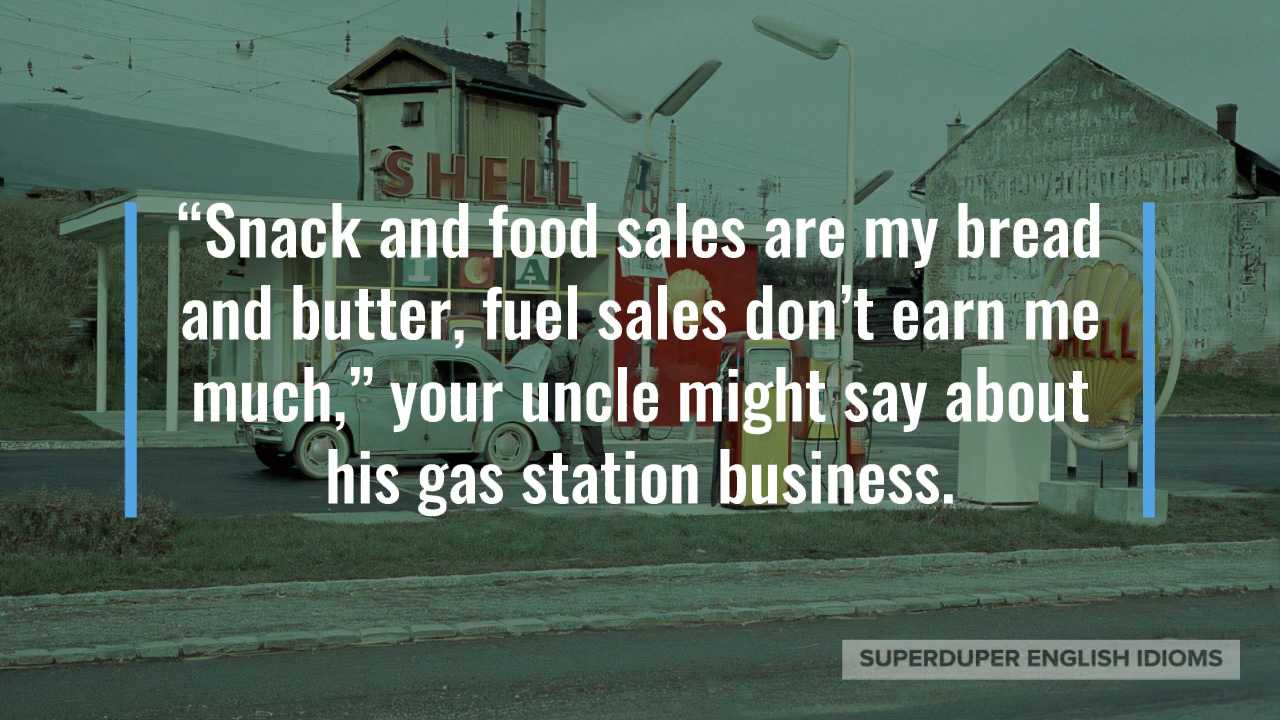 SHELL
“Snack and food sales are my bread
and butter, fuel sales don’t earn me
much,” your uncle might say about
his gas station business.
SHELL
SUPERDUPER ENGLISH IDIOMS